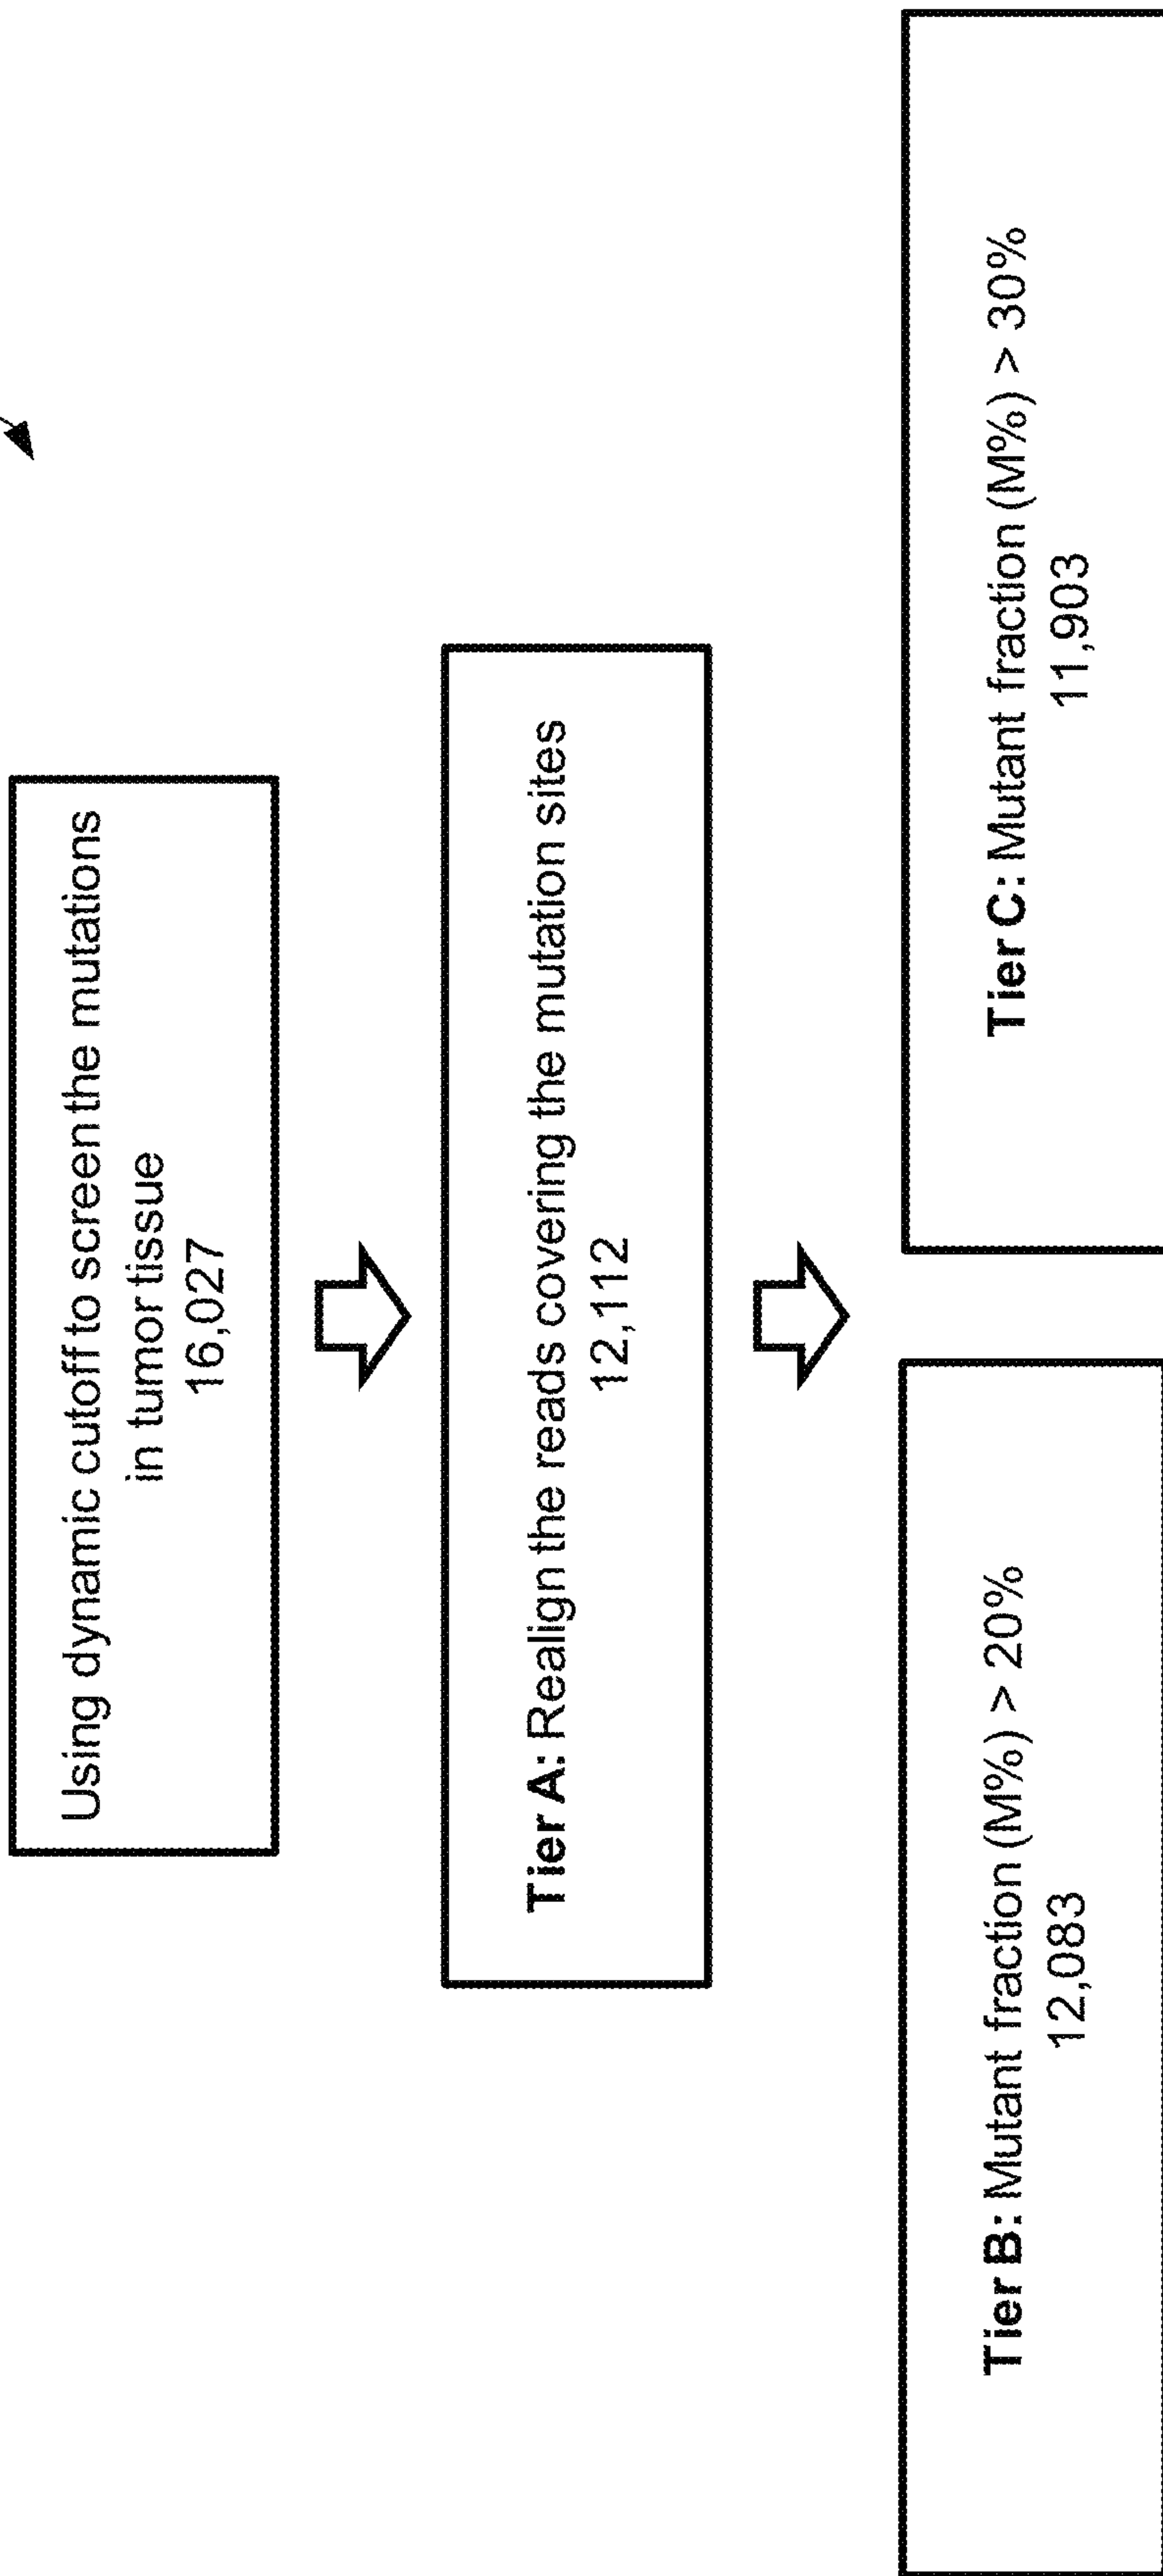 Using dynamic cutoff to screen the mutations
in tumor tissue
16,027
Tier A: Realign the reads covering the mutation sites
12,112
Tier B: Mutant fraction (M%) > 20%
12,083
Tier C: Mutant fraction (M%) > 30%
11,903